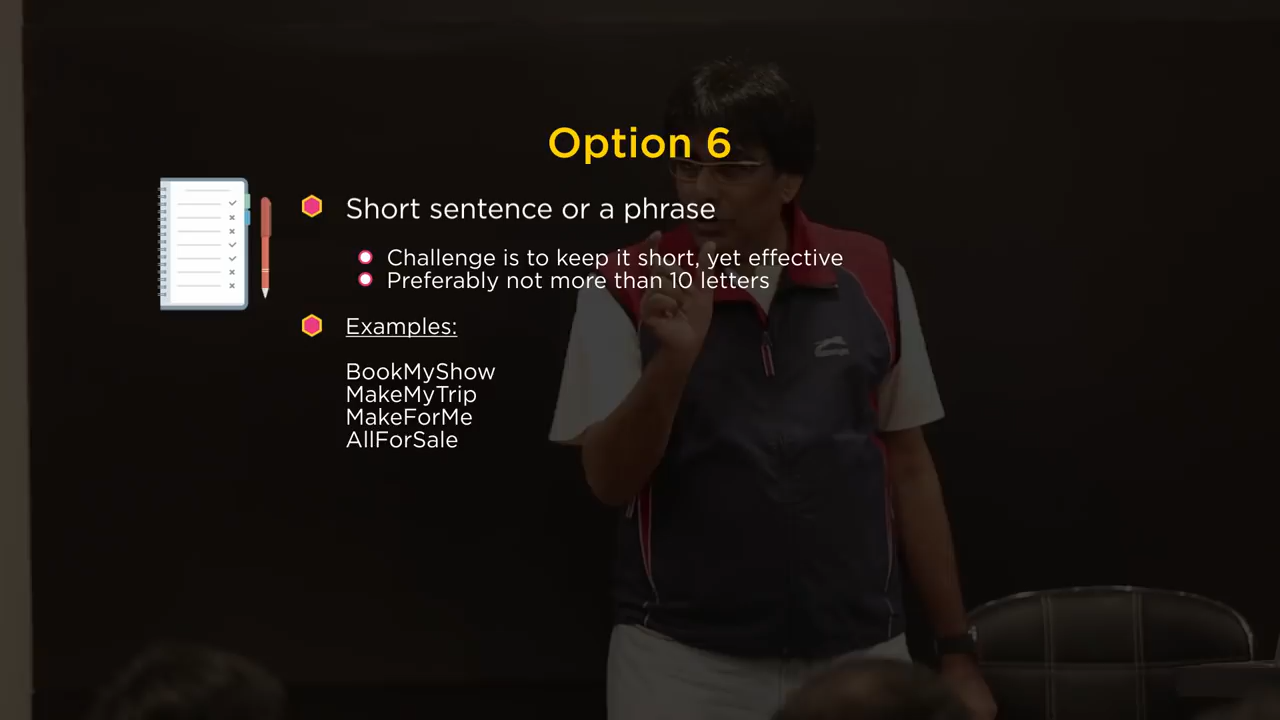 Option 6
Short sentence or a phrase
Challenge is to keep it short, yet effective
Preferably not more than 10 letters
Examples:
BookMyShow
MakeMyTrip
MakeForMe
AllForSale